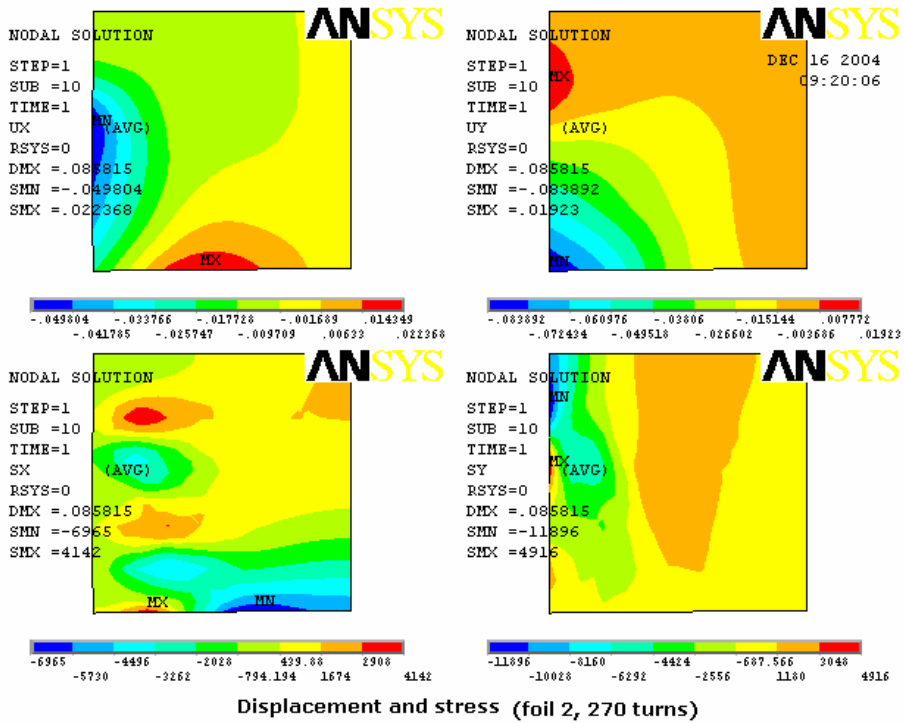 ANSYS
NODAL SOLUTION
STEP=1
SUB =10
TIME=1
UX (AVG)
RSYS=0
DMX =.085815
SMN =-.049804
SMX =.022368
MN
MX
-.049804 -.033766 -.017728 -.001689 .014349
-.041785 -.025747 -.009709 .00633 .022368
ANSYS
NODAL SOLUTION
DEC 16 2004
09:20:06
STEP=1
SUB =10
TIME=1
UY (AVG)
RSYS=0
DMX =.085815
SMN =-.083892
SMX =.01923
MX
MN
-.083892 -.060976 -.03806 -.015144 .007772
-.072434 -.049518 -.026602 -.003686 .01923
ANSYS
NODAL SOLUTION
STEP=1
SUB =10
TIME=1
SX (AVG)
RSYS=0
DMX =.085815
SMN =-6965
SMX =4142
MX
MN
-6965 -4496 -2028 439.88 2908
-5730 -3262 -794.194 1674 4142
ANSYS
NODAL SOLUTION
STEP=1
SUB =10
TIME=1
SY (AVG)
RSYS=0
DMX =.085815
SMN =-11896
SMX =4916
MN
MX
-11896 -8160 -4424 -687.566 3048
-10028 -6292 -2556 1180 4916
Displacement and stress (foil 2, 270 turns)